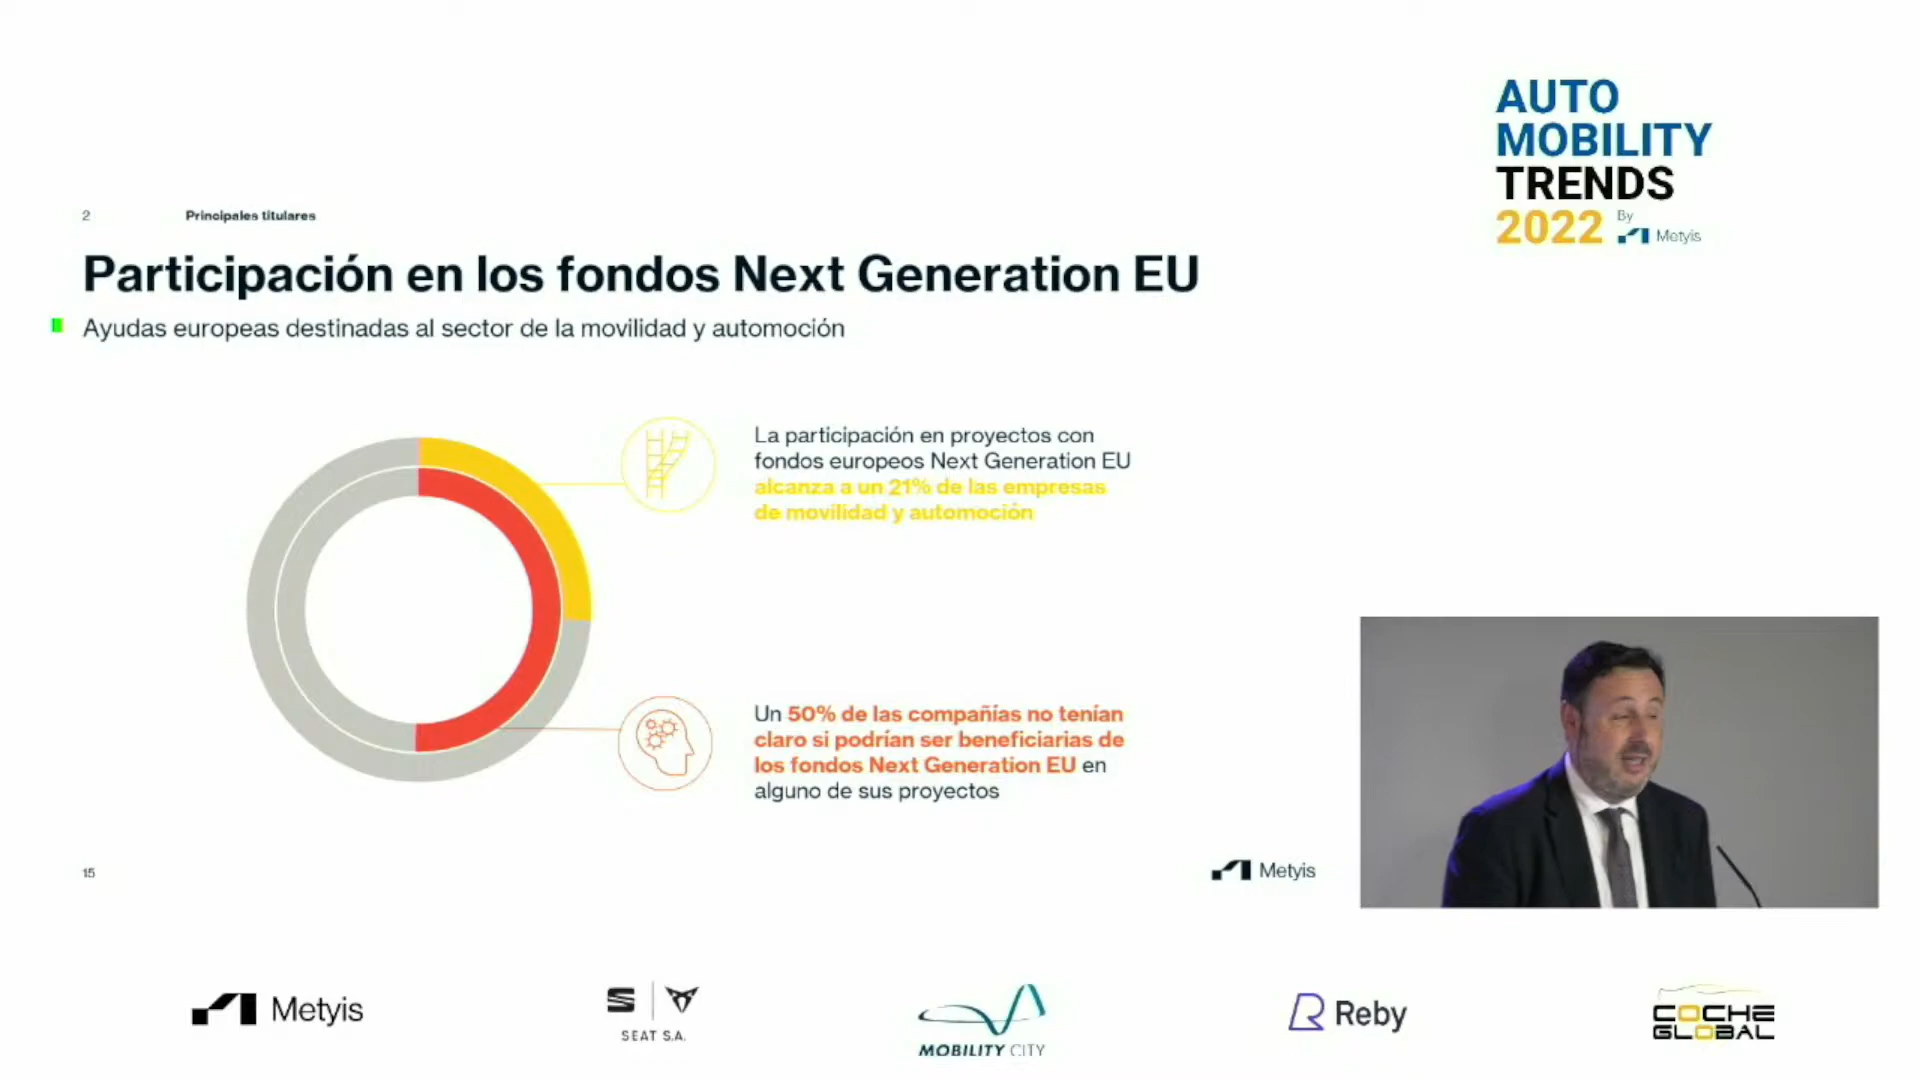 AUTO
MOBILITY
TRENDS
2022 By
Metyis
2 Principales titulares
Participación en los fondos Next Generation EU
Ayudas europeas destinadas al sector de la movilidad y automoción
La participación en proyectos con
fondos europeos Next Generation EU
alcanza a un 21% de las empresas
de movilidad y automoción
Un 50% de las compañías no tenían
claro si podrían ser beneficiarias de
los fondos Next Generation EU en
alguno de sus proyectos
15
Metyis
Metyis
SEAT S.A.
MOBILITY CITY
Reby
COCHE
GLOBAL